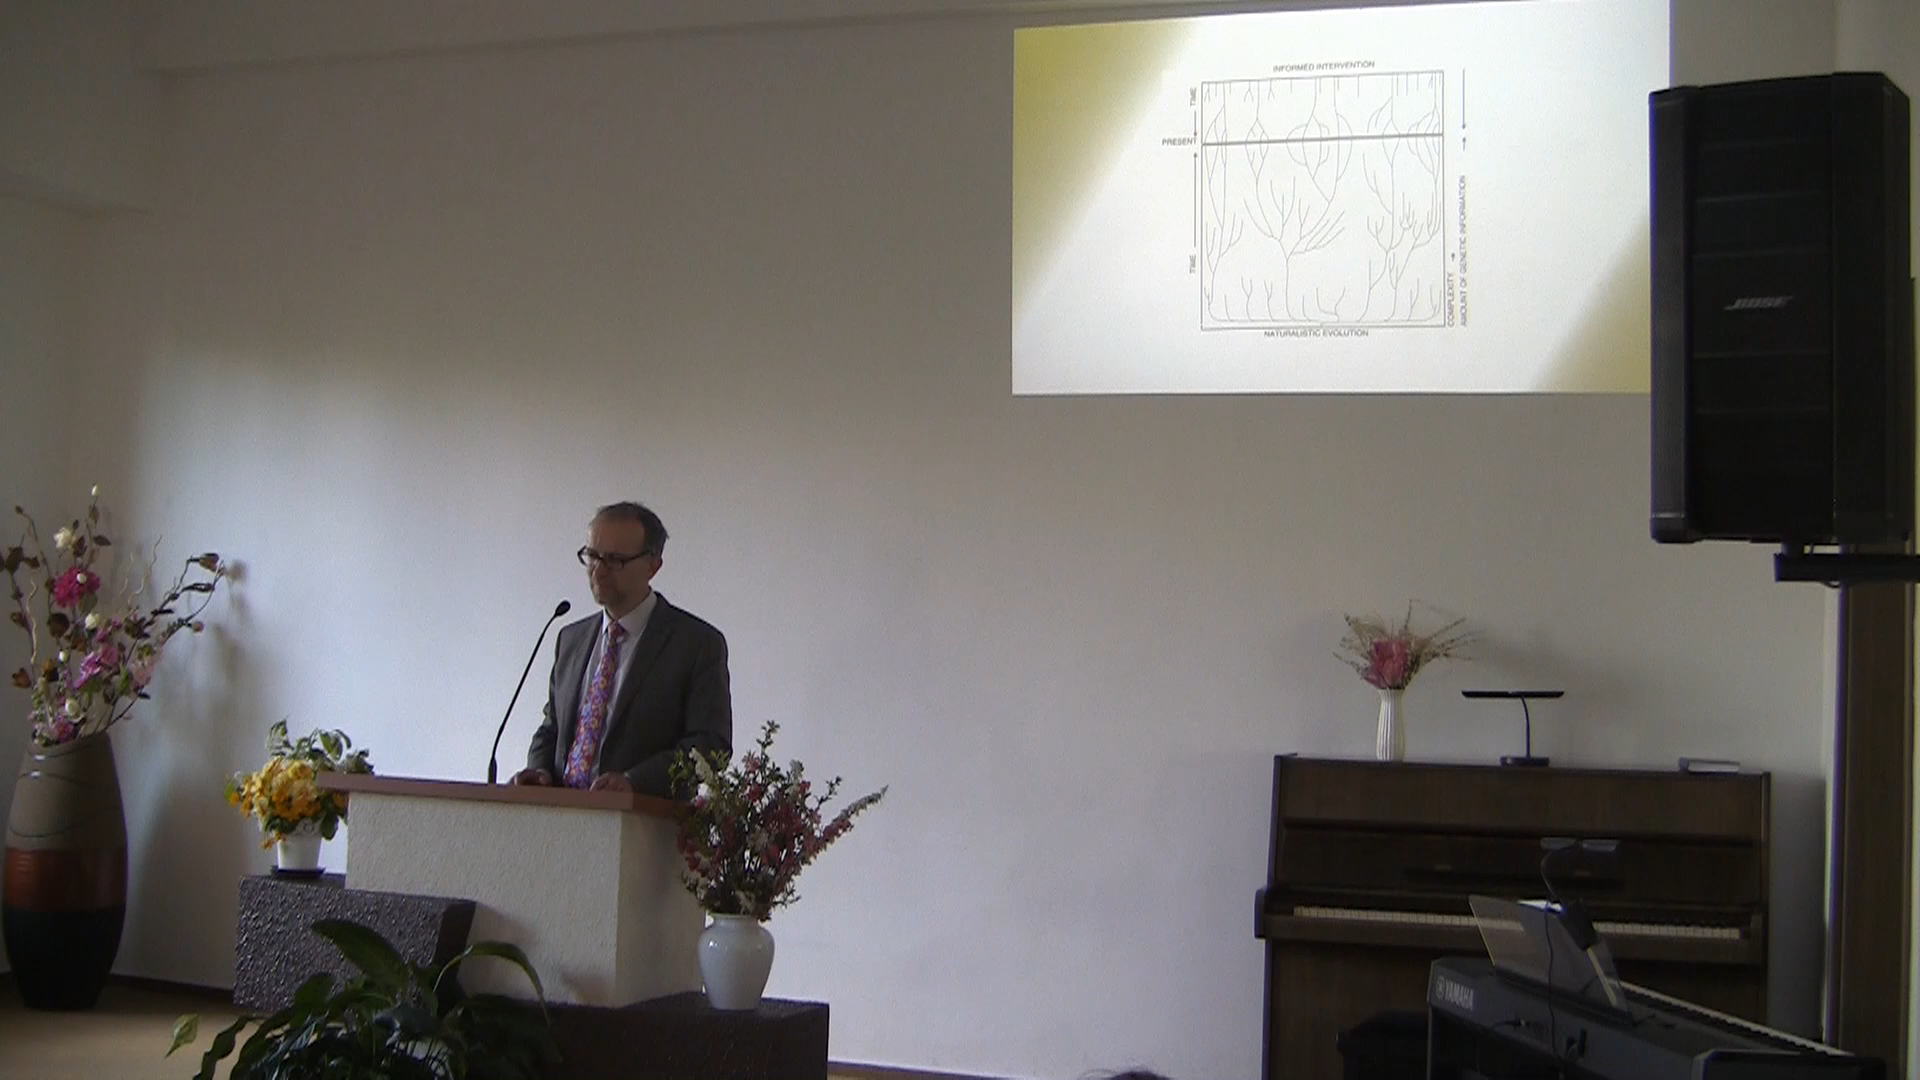 INFORMED INTERVENTION
TIME
PRESENT
TIME
COMPLEXITY
AMOUNT OF GENETIC INFORMATION
NATURALISTIC EVOLUTION
BOSE
YAMAHA